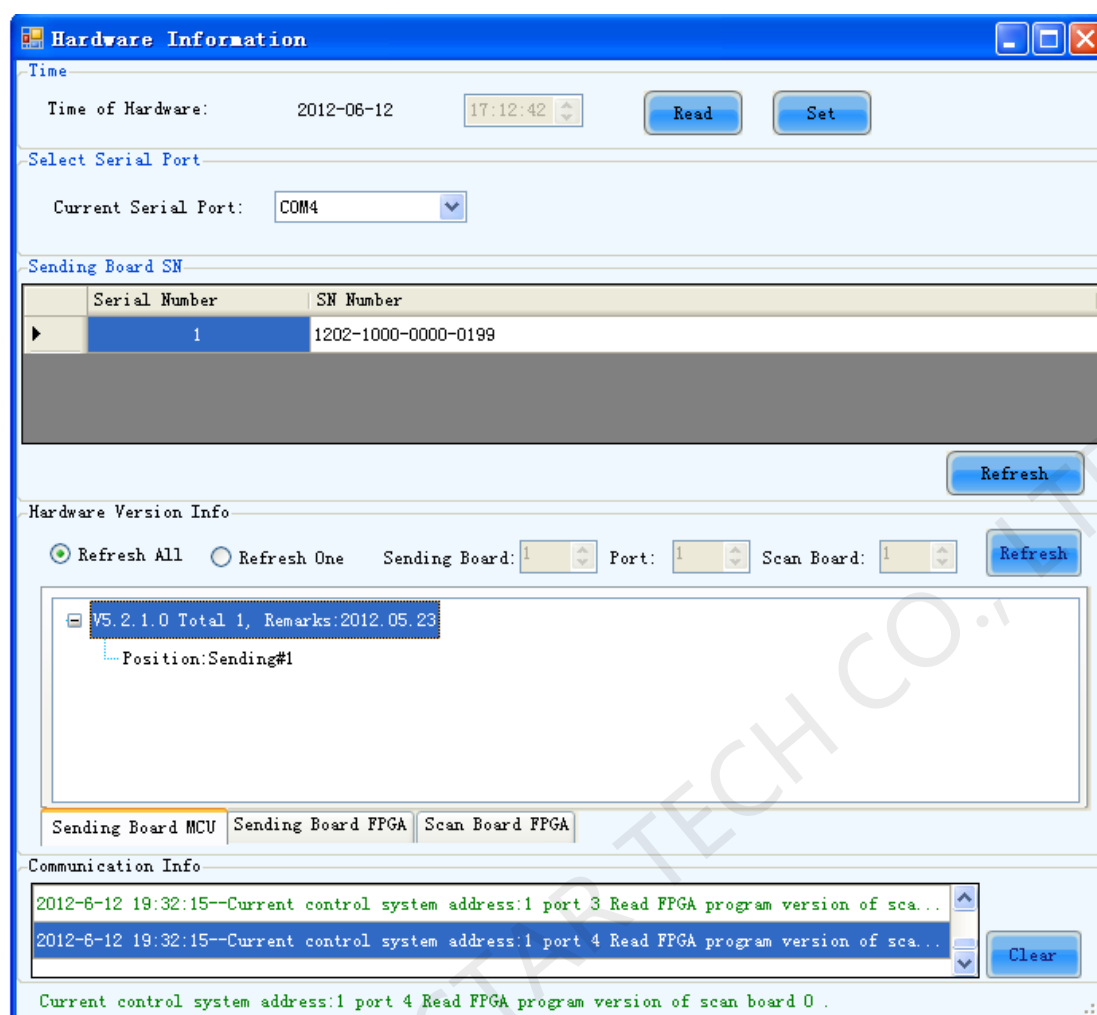 Hardware Information
Time
Time of Hardware: 2012-06-12 17:12:42 Read Set
Select Serial Port
Current Serial Port: COM4
Sending Board SN
Serial Number SN Number
1 1202-1000-0000-0199
Refresh
Hardware Version Info
Refresh All Refresh One Sending Board: 1 Port: 1 Scan Board: 1 Refresh
V5.2.1.0 Total 1, Remarks:2012.05.23
Position:Sending#1
Sending Board MCU Sending Board FPGA Scan Board FPGA
Communication Info
2012-6-12 19:32:15--Current control system address:1 port 3 Read FPGA program version of sca...
2012-6-12 19:32:15--Current control system address:1 port 4 Read FPGA program version of sca...
Clear
Current control system address:1 port 4 Read FPGA program version of scan board 0 .
TAR TECH CO.,